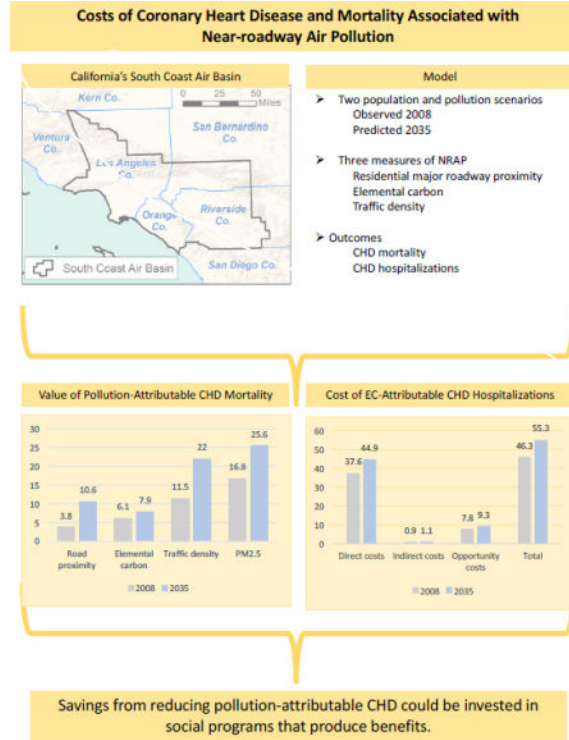 Costs of Coronary Heart Disease and Mortality Associated with
Near-roadway Air Pollution
California's South Coast Air Basin
Kern Co.
0 25 50
Miles
Ventura
Co.
San Bernardino
Co.
Los Angeles
Co.
Orange
Co.
Riverside
Co.
San Diego Co.
South Coast Air Basin
Model
➢ Two population and pollution scenarios
Observed 2008
Predicted 2035
➢ Three measures of NRAP
Residential major roadway proximity
Elemental carbon
Traffic density
➢ Outcomes
CHD mortality
CHD hospitalizations
Value of Pollution-Attributable CHD Mortality
30
25
20
15
10
5
0
3.8
10.6
6.1
7.9
11.5
22
16.8
25.6
Road
proximity
Elemental
carbon
Traffic density
PM2.5
2008 2035
Cost of EC-Attributable CHD Hospitalizations
60
50
40
30
20
10
0
37.6
44.9
0.9
1.1
7.8
9.3
46.3
55.3
Direct costs
Indirect costs
Opportunity
costs
Total
2008 2035
Savings from reducing pollution-attributable CHD could be invested in
social programs that produce benefits.